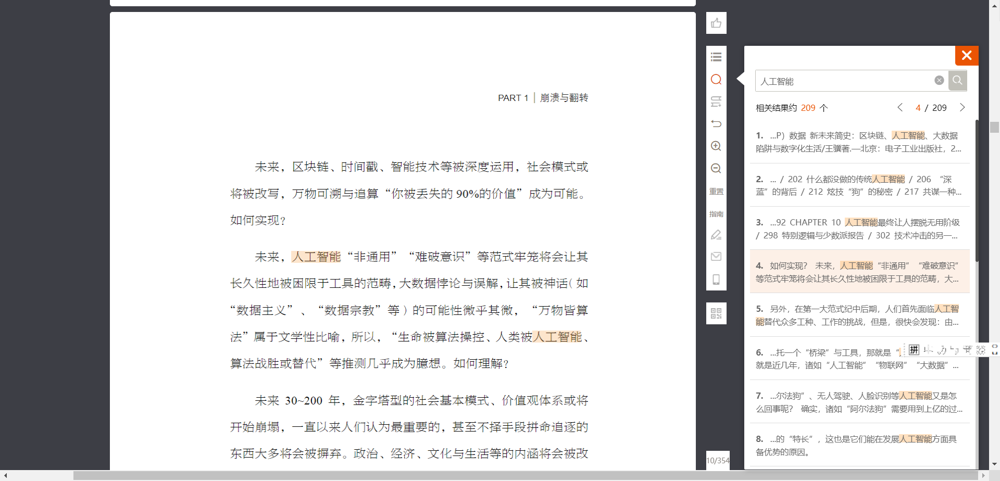 PART 1 | 崩溃与翻转
未来，区块链、时间戳、智能技术等被深度运用，社会模式或
将被改写，万物可溯与追算“你被丢失的 90%的价值”成为可能。
如何实现？
未来，人工智能“非通用”“难破意识”等范式牢笼将会让其
长久性地被困限于工具的范畴，大数据悖论与误解，让其被神话（如
“数据主义”、“数据宗教”等）的可能性微乎其微，“万物皆算
法”属于文学性比喻，所以，“生命被算法操控、人类被人工智能、
算法战胜或替代”等推测几乎成为臆想。如何理解？
未来 30~200 年，金字塔型的社会基本模式、价值观体系或将
开始崩塌，一直以来人们认为最重要的，甚至不择手段拼命追逐的
东西大多将会被摒弃。政治、经济、文化与生活等的内涵将会被改
重置
指南
10/354
人工智能
相关结果约 209 个 4 / 209
1. ...P）数据 新未来简史：区块链、人工智能、大数据
陷阱与数字化生活/王骥著.—北京：电子工业出版社，2...
2. ... / 202 什么都没做的传统人工智能 / 206 “深
蓝”的背后 / 212 炫技“狗”的秘密 / 217 共谋一种...
3. ...92 CHAPTER 10 人工智能最终让人摆脱无用阶级
/ 298 特别逻辑与少数派报告 / 302 技术冲击的另一...
4. 如何实现？ 未来，人工智能“非通用”“难破意识”
等范式牢笼将会让其长久性地被困限于工具的范畴，大...
5. 另外，在第一大范式纪中后期，人们首先面临人工智
能替代众多工种、工作的挑战，但是，很快会发现：由...
6. ...托一个“桥梁”与工具，那就是“
拼
就是近几年，诸如“人工智能”“物联网”“大数据”...
7. ...尔法狗”、无人驾驶、人脸识别等人工智能又是怎
么回事呢？ 确实，诸如“阿尔法狗”需要用到上亿的过...
8. ...的“特长”，这也是它们能在发展人工智能方面具
备优势的原因。